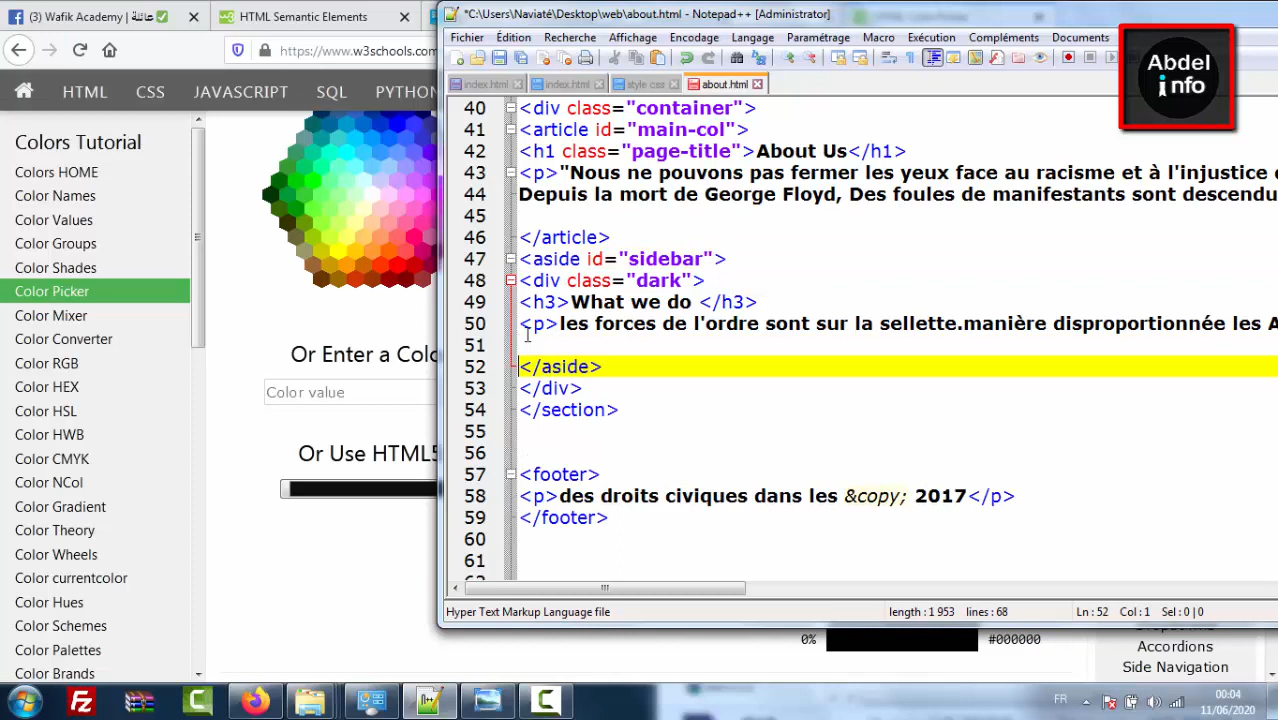 (1) Wafik Academy | عائلة ✅
HTML Semantic Elements
*C:\Users\Naviaté\Desktop\web\about.html - Notepad++ [Administrator]
https://www.w3schools.com
Fichier Édition Recherche Affichage Encodage Langage Paramétrage Macro Exécution Compléments Documents
Abdel
info
index.html index.html style css about.html
HTML CSS JAVASCRIPT SQL PYTHON
Colors Tutorial
Colors HOME
Color Names
Color Values
Color Groups
Color Shades
Color Picker
Color Mixer
Color Converter
Color RGB
Color HEX
Color HSL
Color HWB
Color CMYK
Color NCol
Color Gradient
Color Theory
Color Wheels
Color currentcolor
Color Hues
Color Schemes
Color Palettes
Color Brands
Or Enter a Colo
Color value
Or Use HTML5
40 <div class="container">
41 <article id="main-col">
42 <h1 class="page-title">About Us</h1>
43 <p>"Nous ne pouvons pas fermer les yeux face au racisme et à l'injustice
44 Depuis la mort de George Floyd, Des foules de manifestants sont descendu
45
46 </article>
47 <aside id="sidebar">
48 <div class="dark">
49 <h3>What we do </h3>
50 <p>les forces de l'ordre sont sur la sellette.manière disproportionnée les A
51
52 </aside>
53 </div>
54 </section>
55
56
57 <footer>
58 <p>des droits civiques dans les &copy; 2017</p>
59 </footer>
60
61
Hyper Text Markup Language file length : 1 953 lines : 68 Ln : 52 Col : 1 Sel : 0 | 0
0% #000000
Accordions
Side Navigation
FR
00:04
11/06/2020